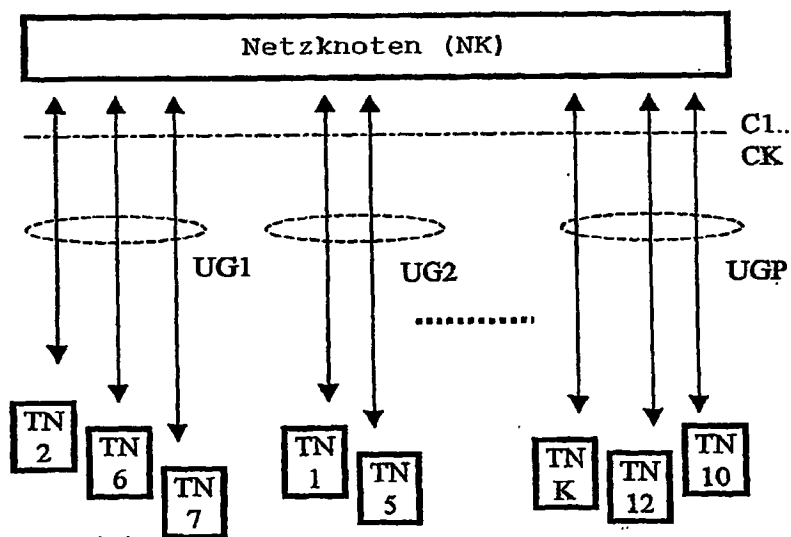 Netzknoten (NK)
C1..
CK
UG1
UG2
UGP
TN
2
TN
6
TN
7
TN
1
TN
5
TN
K
TN
12
TN
10